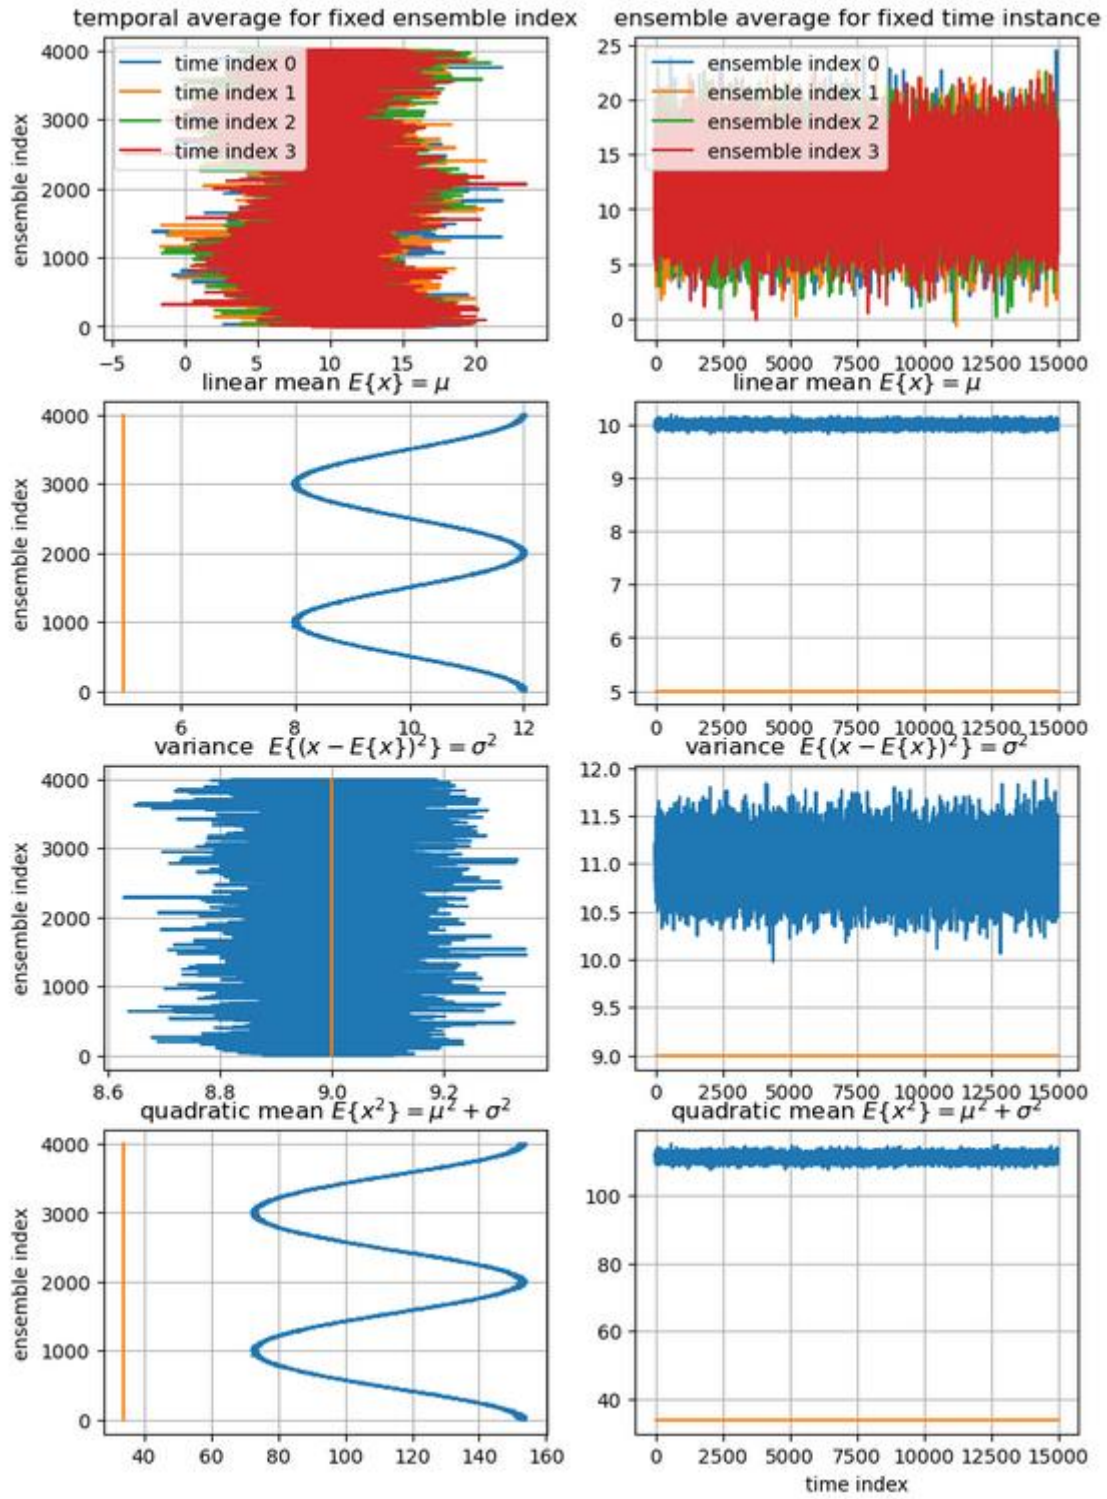 temporal average for fixed ensemble index
ensemble average for fixed time instance
4000
3000
2000
1000
0
ensemble index
time index 0
time index 1
time index 2
time index 3
−5 0 5 10 15 20
25
20
15
10
5
0
ensemble index 0
ensemble index 1
ensemble index 2
ensemble index 3
0 2500 5000 7500 10000 12500 15000
linear mean E{x} = μ
linear mean E{x} = μ
4000
3000
2000
1000
0
ensemble index
6 8 10 12
10
9
8
7
6
5
0 2500 5000 7500 10000 12500 15000
variance E{(x − E{x})²} = σ²
variance E{(x − E{x})²} = σ²
4000
3000
2000
1000
0
ensemble index
8.6 8.8 9.0 9.2
12.0
11.5
11.0
10.5
10.0
9.5
9.0
0 2500 5000 7500 10000 12500 15000
quadratic mean E{x²} = μ² + σ²
quadratic mean E{x²} = μ² + σ²
4000
3000
2000
1000
0
ensemble index
40 60 80 100 120 140 160
100
80
60
40
0 2500 5000 7500 10000 12500 15000
time index